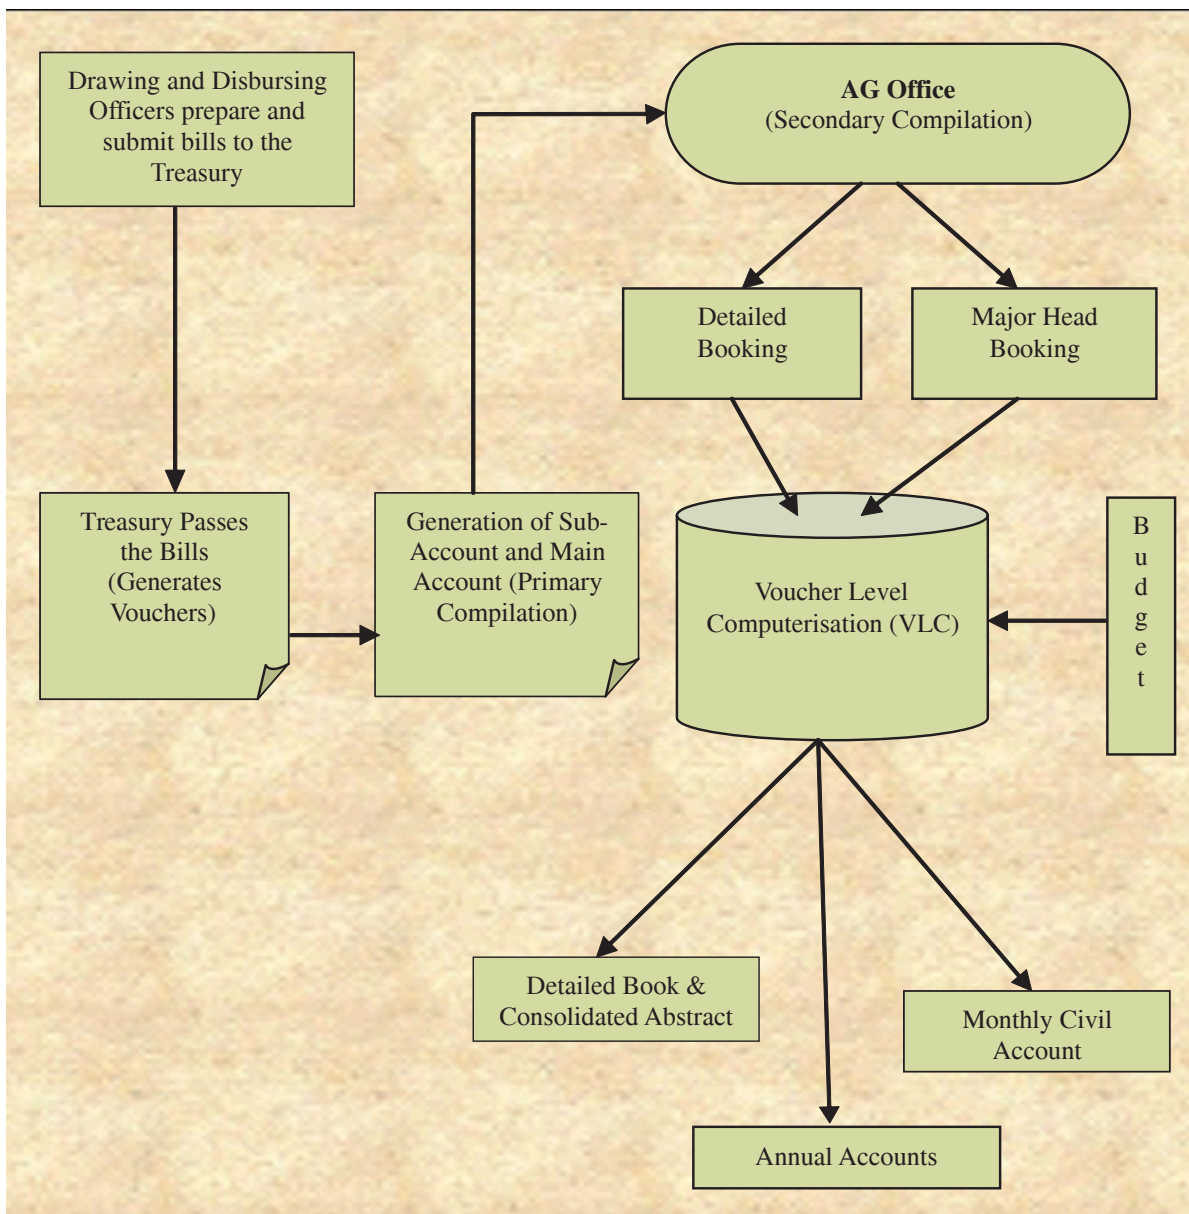 Drawing and Disbursing
Officers prepare and
submit bills to the
Treasury
AG Office
(Secondary Compilation)
Detailed
Booking
Major Head
Booking
Treasury Passes
the Bills
(Generates
Vouchers)
Generation of Sub-
Account and Main
Account (Primary
Compilation)
Voucher Level
Computerisation (VLC)
B
u
d
g
e
t
Detailed Book &
Consolidated Abstract
Monthly Civil
Account
Annual Accounts